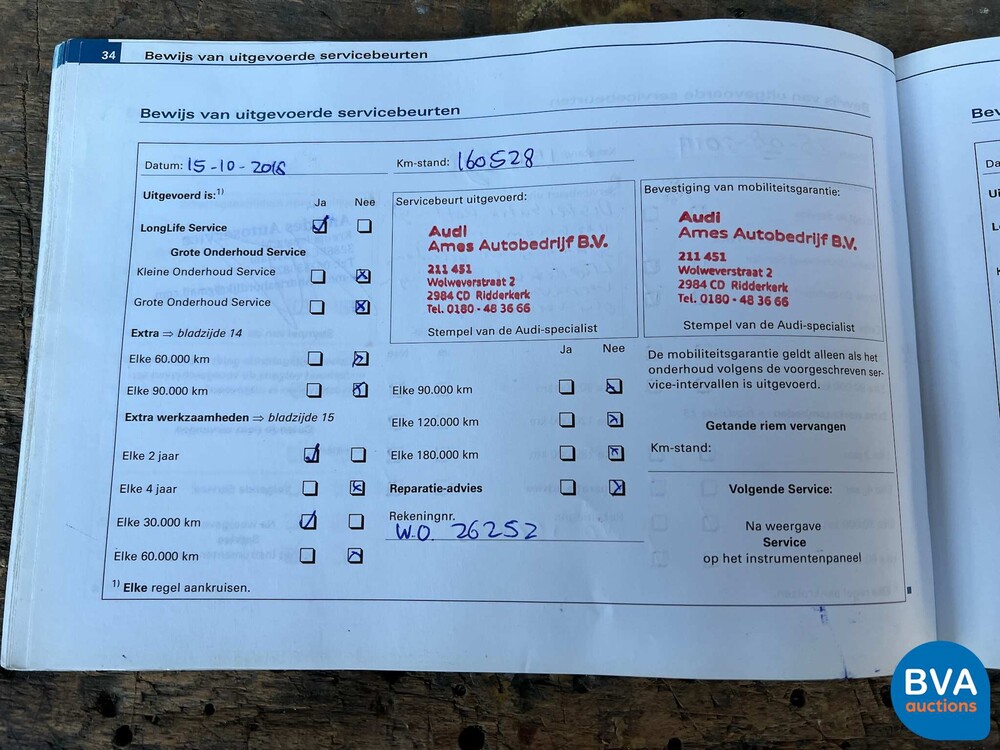 34 Bewijs van uitgevoerde servicebeurten
Bewijs van uitgevoerde servicebeurten
Datum: 15-10-2018
Km-stand: 160528
Uitgevoerd is:1)
Ja Nee
LongLife Service
Grote Onderhoud Service
Kleine Onderhoud Service
Grote Onderhoud Service
Extra ⇒ bladzijde 14
Elke 60.000 km
Elke 90.000 km
Extra werkzaamheden ⇒ bladzijde 15
Elke 2 jaar
Elke 4 jaar
Elke 30.000 km
Elke 60.000 km
1) Elke regel aankruisen.
Servicebeurt uitgevoerd:
Audi
Ames Autobedrijf B.V.
211 451
Wolweverstraat 2
2984 CD Ridderkerk
Tel. 0180 - 48 36 66
Stempel van de Audi-specialist
Ja Nee
Elke 90.000 km
Elke 120.000 km
Elke 180.000 km
Reparatie-advies
Rekeningnr.
W.O. 26252
Bevestiging van mobiliteitsgarantie:
Audi
Ames Autobedrijf B.V.
211 451
Wolweverstraat 2
2984 CD Ridderkerk
Tel. 0180 - 48 36 66
Stempel van de Audi-specialist
De mobiliteitsgarantie geldt alleen als het
onderhoud volgens de voorgeschreven ser-
vice-intervallen is uitgevoerd.
Getande riem vervangen
Km-stand:
Volgende Service:
Na weergave
Service
op het instrumentenpaneel
BVA
auctions